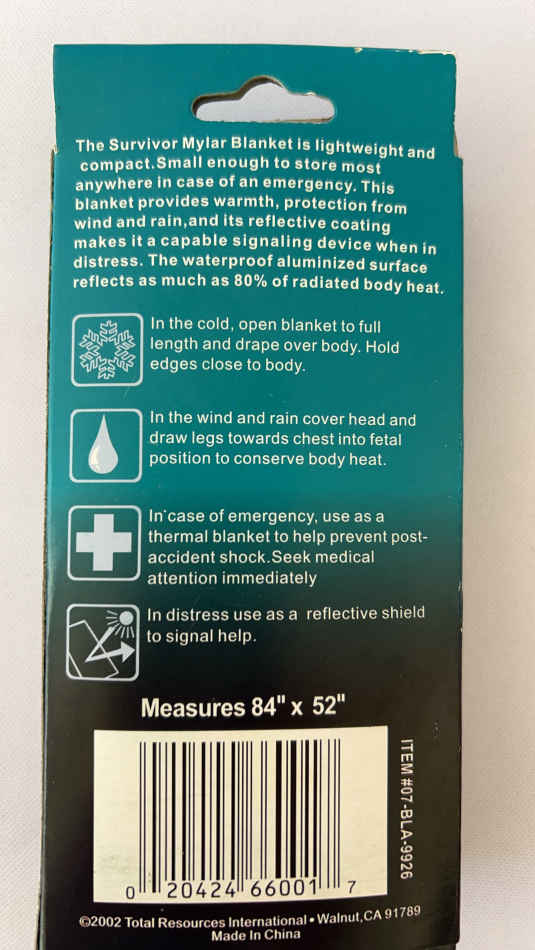 The Survivor Mylar Blanket is lightweight and
compact.Small enough to store most
anywhere in case of an emergency. This
blanket provides warmth, protection from
wind and rain,and its reflective coating
makes it a capable signaling device when in
distress. The waterproof aluminized surface
reflects as much as 80% of radiated body heat.
In the cold, open blanket to full
length and drape over body. Hold
edges close to body.
In the wind and rain cover head and
draw legs towards chest into fetal
position to conserve body heat.
In case of emergency, use as a
thermal blanket to help prevent post-
accident shock.Seek medical
attention immediately
In distress use as a reflective shield
to signal help.
Measures 84" x 52"
0 20424 66001 7
ITEM #07-BLA-9926
©2002 Total Resources International • Walnut,CA 91789
Made In China